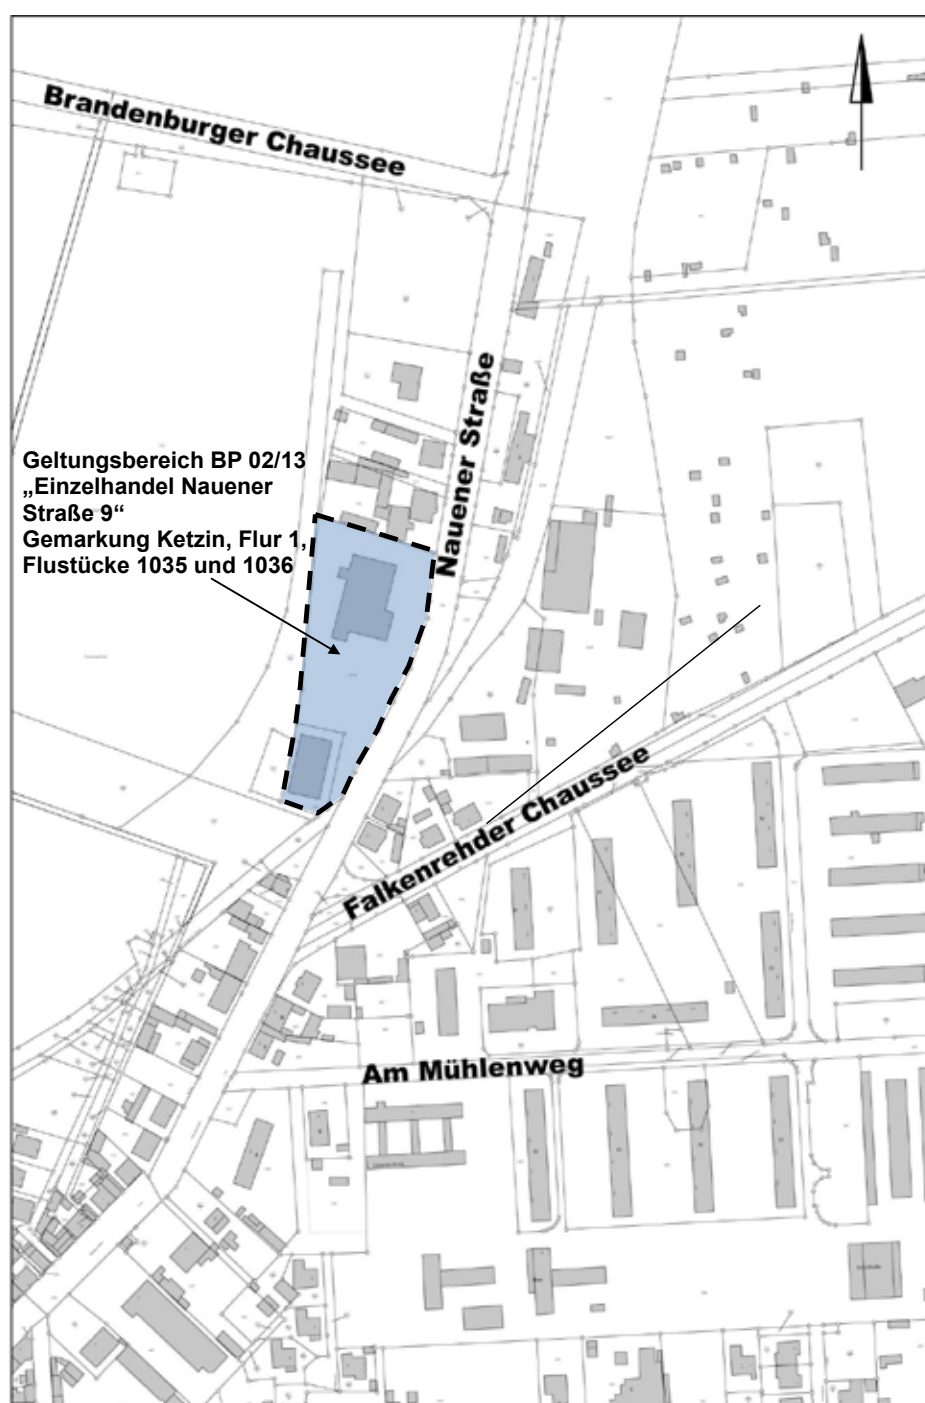 Brandenburger Chaussee
Nauener Straße
Geltungsbereich BP 02/13
„Einzelhandel Nauener
Straße 9“
Gemarkung Ketzin, Flur 1,
Flustücke 1035 und 1036
Falkenrehder Chaussee
Am Mühlenweg